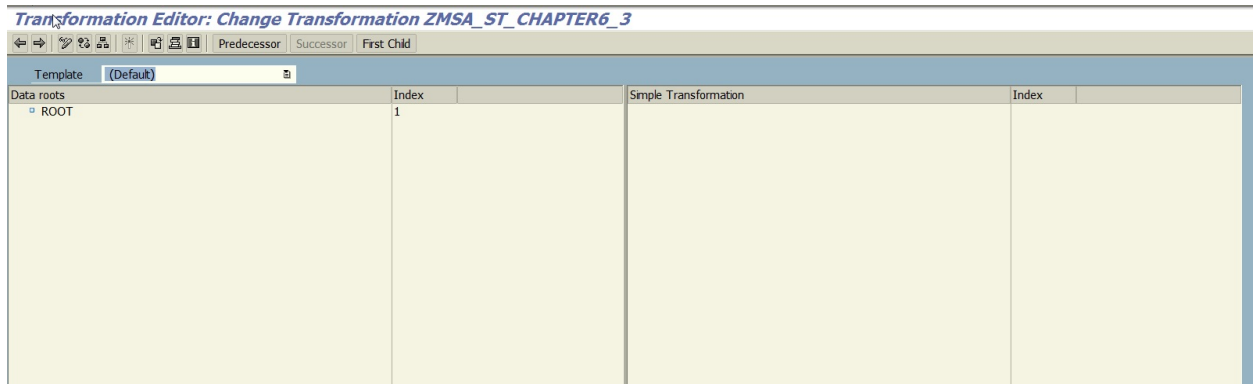 Transformation Editor: Change Transformation ZMSA_ST_CHAPTER6_3
Predecessor Successor First Child
Template (Default)
Data roots Index Simple Transformation Index
ROOT 1